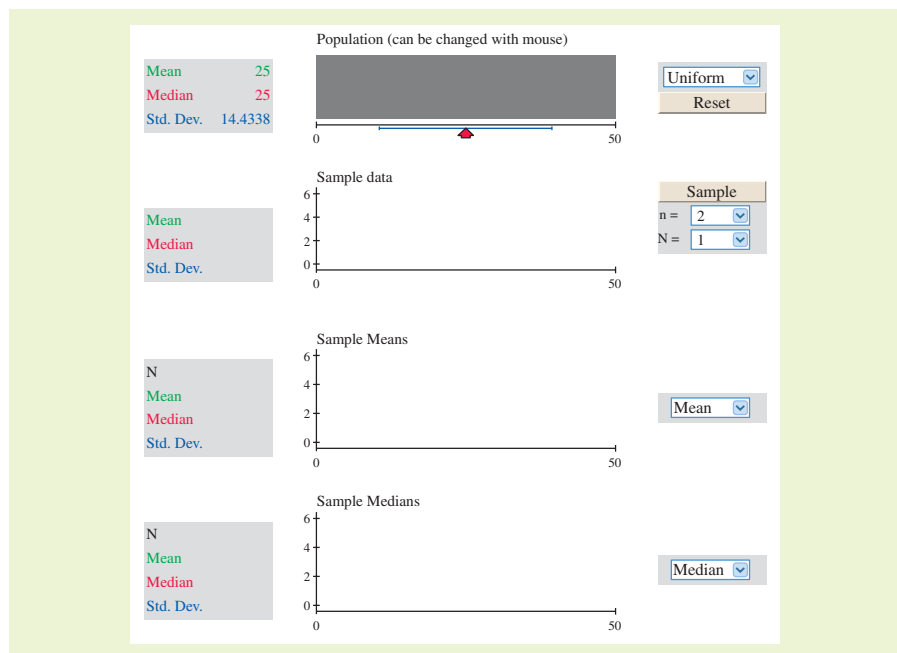 Population (can be changed with mouse)
Mean 25
Median 25
Std. Dev. 14.4338
0 50
Uniform
Reset
Sample data
6
4
2
0
0 50
Mean
Median
Std. Dev.
Sample
n = 2
N = 1
Sample Means
6
4
2
0
0 50
N
Mean
Median
Std. Dev.
Mean
Sample Medians
6
4
2
0
0 50
N
Mean
Median
Std. Dev.
Median